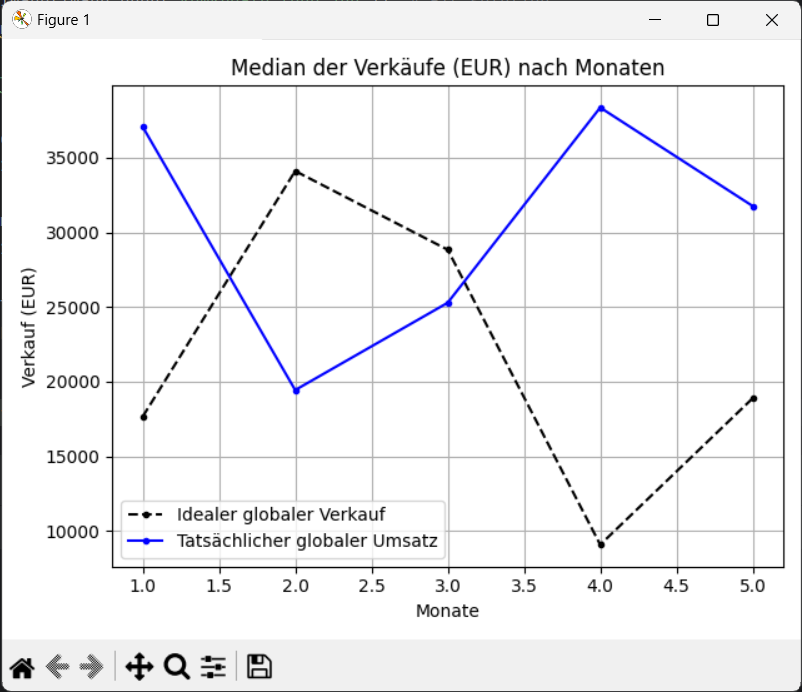 Figure 1
Median der Verkäufe (EUR) nach Monaten
Verkauf (EUR)
35000
30000
25000
20000
15000
10000
Idealer globaler Verkauf
Tatsächlicher globaler Umsatz
1.0 1.5 2.0 2.5 3.0 3.5 4.0 4.5 5.0
Monate